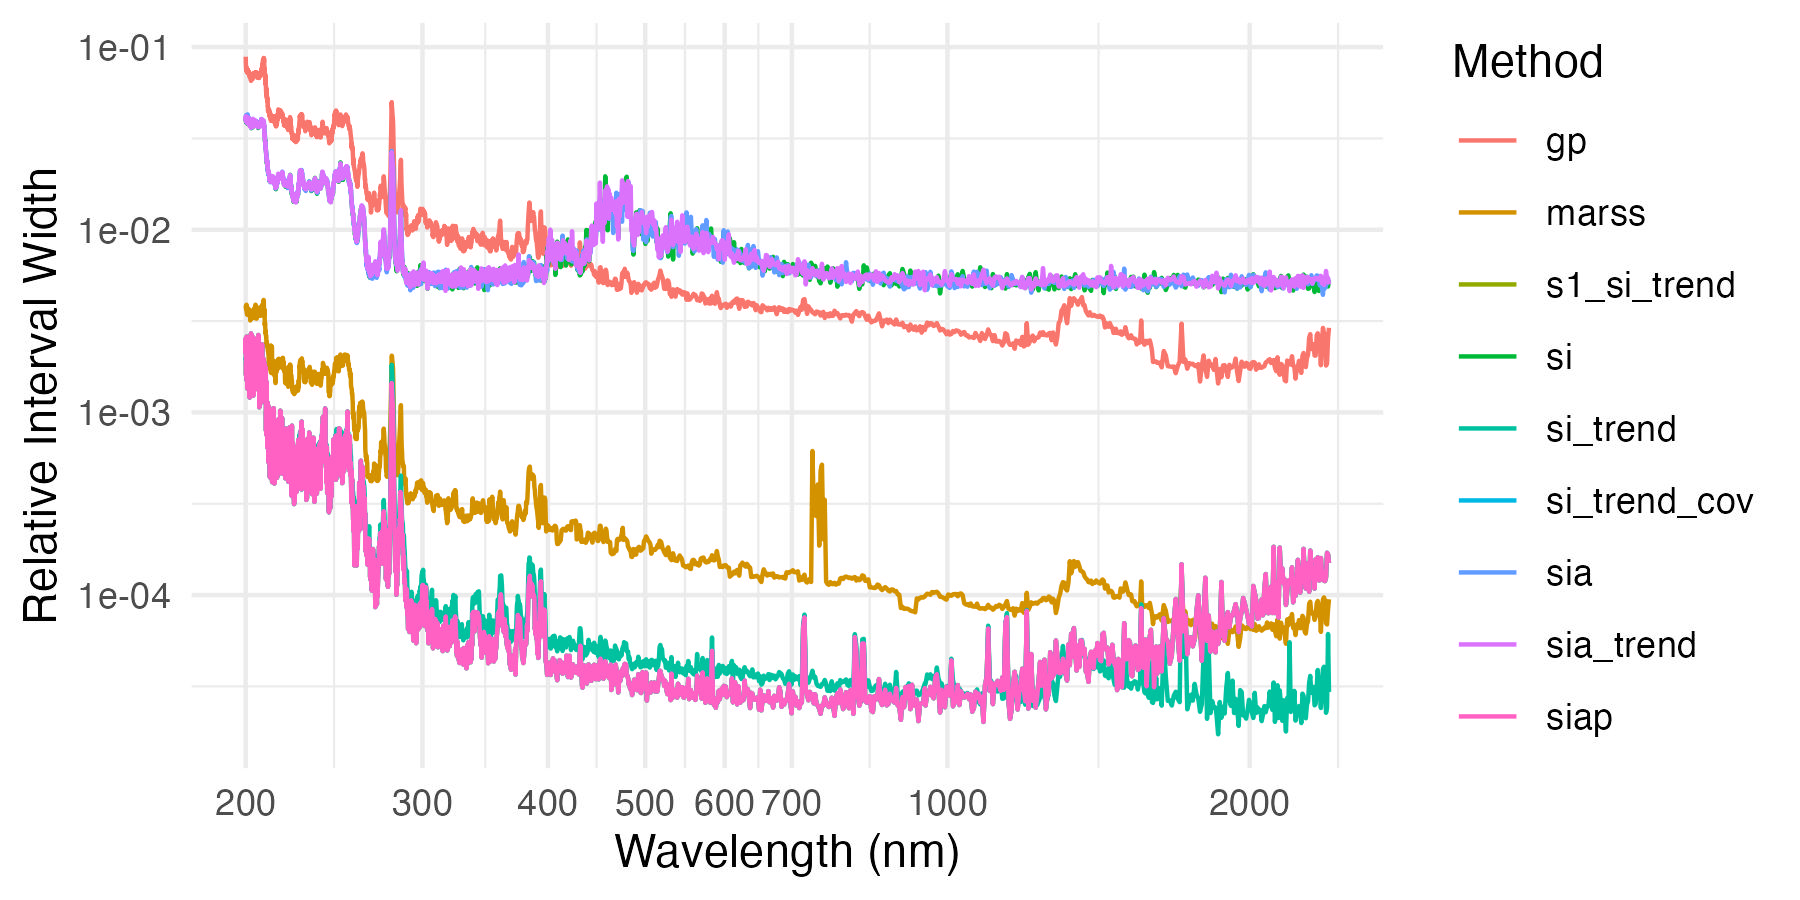 1e-01
1e-02
1e-03
1e-04
Relative Interval Width
200 300 400 500 600 700 1000 2000
Wavelength (nm)
Method
gp
marss
s1_si_trend
si
si_trend
si_trend_cov
sia
sia_trend
siap